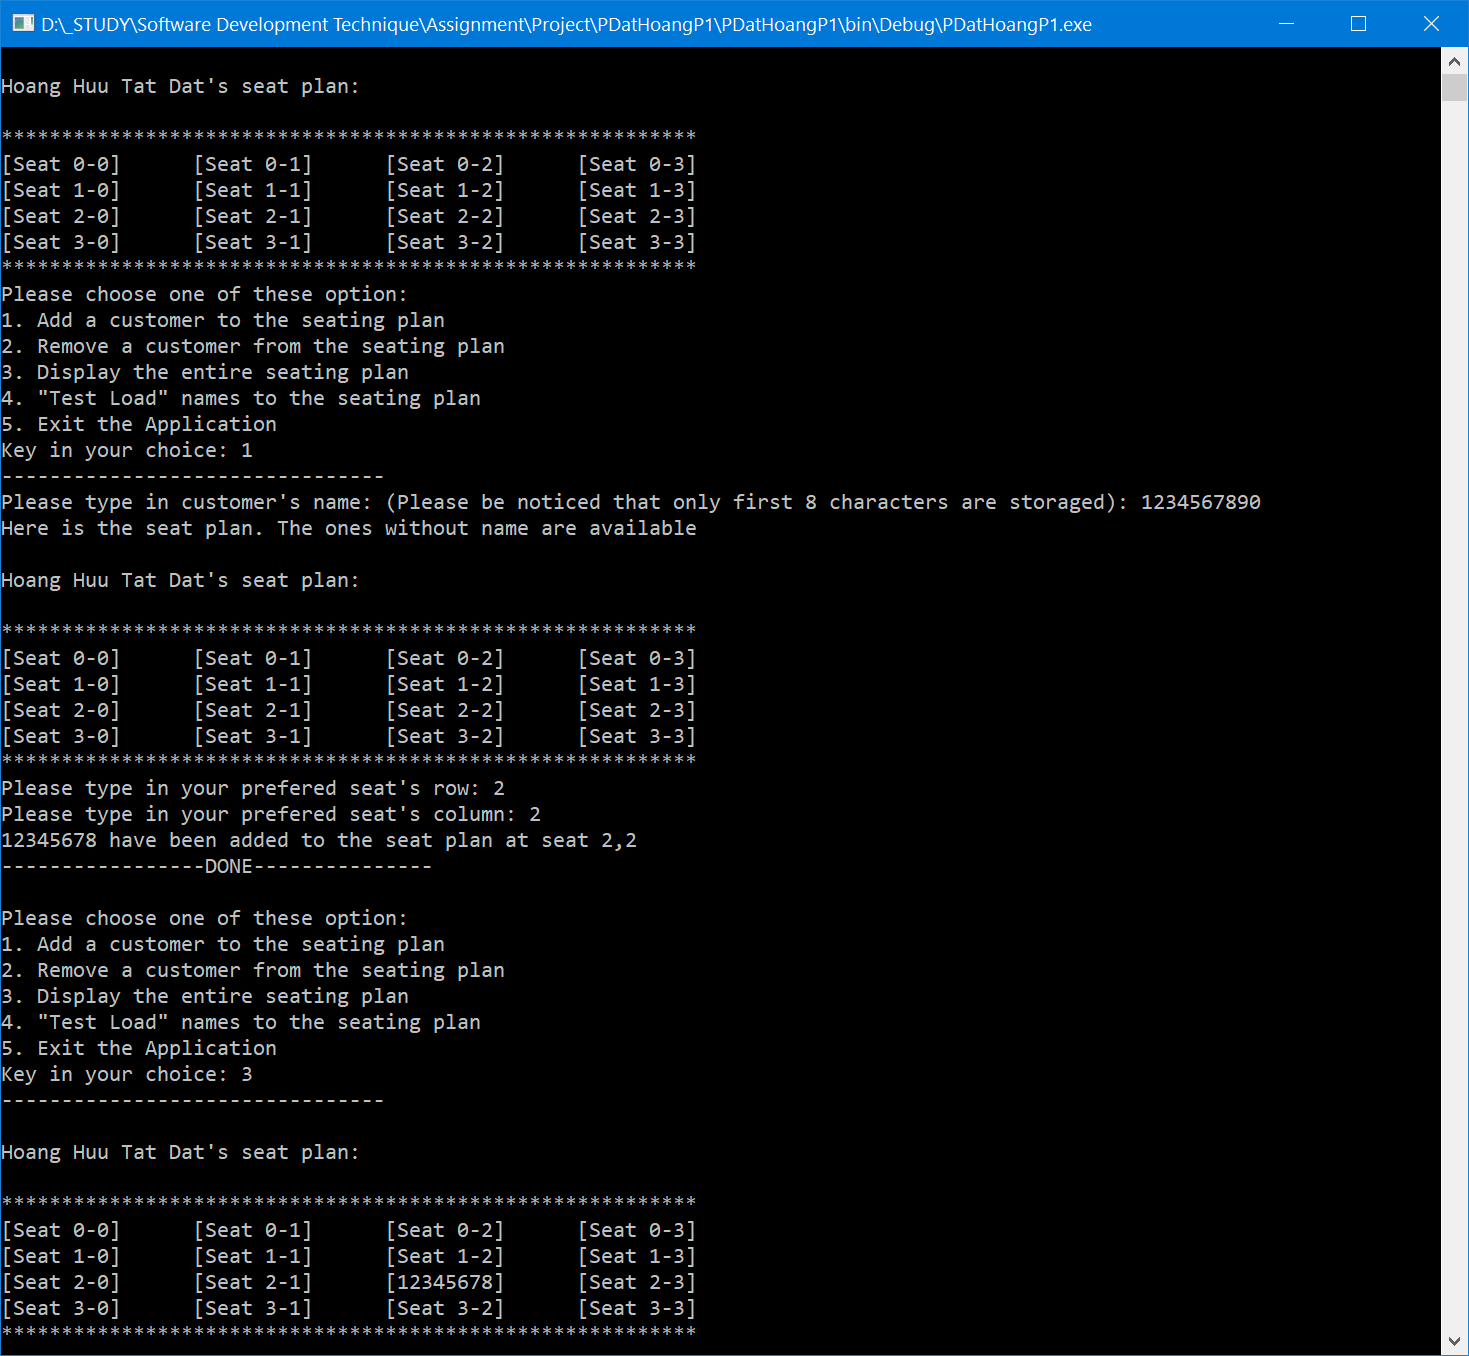 D:\_STUDY\Software Development Technique\Assignment\Project\PDatHoangP1\PDatHoangP1\bin\Debug\PDatHoangP1.exe
Hoang Huu Tat Dat's seat plan:
**********************************************************
[Seat 0-0] [Seat 0-1] [Seat 0-2] [Seat 0-3]
[Seat 1-0] [Seat 1-1] [Seat 1-2] [Seat 1-3]
[Seat 2-0] [Seat 2-1] [Seat 2-2] [Seat 2-3]
[Seat 3-0] [Seat 3-1] [Seat 3-2] [Seat 3-3]
**********************************************************
Please choose one of these option:
1. Add a customer to the seating plan
2. Remove a customer from the seating plan
3. Display the entire seating plan
4. "Test Load" names to the seating plan
5. Exit the Application
Key in your choice: 1
--------------------------------
Please type in customer's name: (Please be noticed that only first 8 characters are storaged): 1234567890
Here is the seat plan. The ones without name are available
Hoang Huu Tat Dat's seat plan:
**********************************************************
[Seat 0-0] [Seat 0-1] [Seat 0-2] [Seat 0-3]
[Seat 1-0] [Seat 1-1] [Seat 1-2] [Seat 1-3]
[Seat 2-0] [Seat 2-1] [Seat 2-2] [Seat 2-3]
[Seat 3-0] [Seat 3-1] [Seat 3-2] [Seat 3-3]
**********************************************************
Please type in your prefered seat's row: 2
Please type in your prefered seat's column: 2
12345678 have been added to the seat plan at seat 2,2
-----------------DONE---------------
Please choose one of these option:
1. Add a customer to the seating plan
2. Remove a customer from the seating plan
3. Display the entire seating plan
4. "Test Load" names to the seating plan
5. Exit the Application
Key in your choice: 3
--------------------------------
Hoang Huu Tat Dat's seat plan:
**********************************************************
[Seat 0-0] [Seat 0-1] [Seat 0-2] [Seat 0-3]
[Seat 1-0] [Seat 1-1] [Seat 1-2] [Seat 1-3]
[Seat 2-0] [Seat 2-1] [12345678] [Seat 2-3]
[Seat 3-0] [Seat 3-1] [Seat 3-2] [Seat 3-3]
**********************************************************